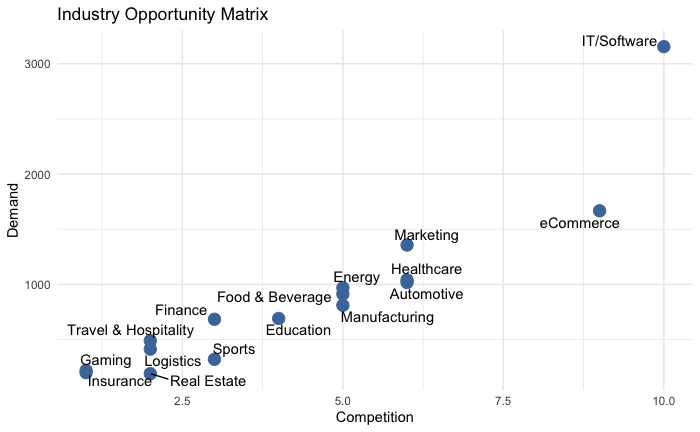 Industry Opportunity Matrix
IT/Software
3000
2000
eCommerce
Marketing
Healthcare
Energy
1000
Automotive
Food & Beverage
Finance
Manufacturing
Travel & Hospitality
Education
Sports
Gaming
Logistics
Insurance
Real Estate
Demand
2.5
5.0
7.5
10.0
Competition